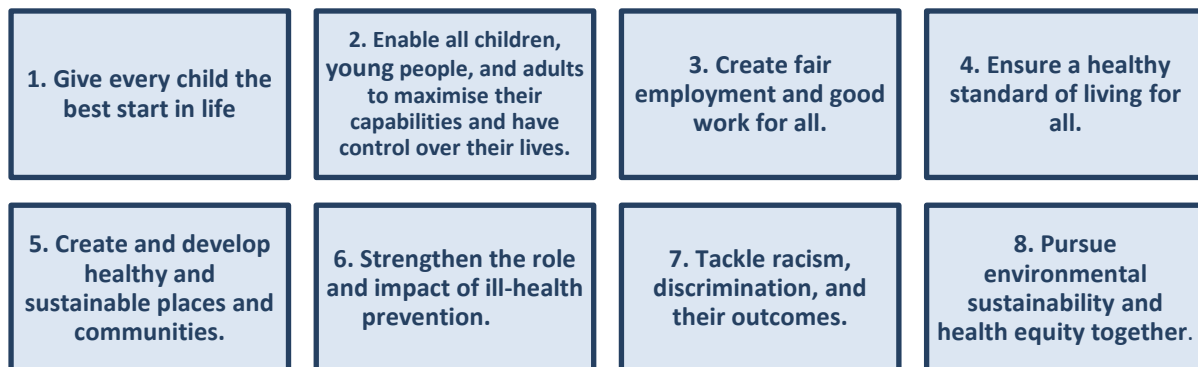 1. Give every child the
best start in life
2. Enable all children,
young people, and adults
to maximise their
capabilities and have
control over their lives.
3. Create fair
employment and good
work for all.
4. Ensure a healthy
standard of living for
all.
5. Create and develop
healthy and
sustainable places and
communities.
6. Strengthen the role
and impact of ill-health
prevention.
7. Tackle racism,
discrimination, and
their outcomes.
8. Pursue
environmental
sustainability and
health equity together.